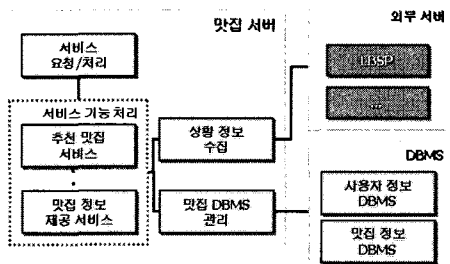 맛집 서버
외부 서버
서비스
요청/처리
LBSP
...
서비스 기능 처리
추천 맛집
서비스
상황 정보
수집
맛집 정보
제공 서비스
맛집 DBMS
관리
DBMS
사용자 정보
DBMS
맛집 정보
DBMS